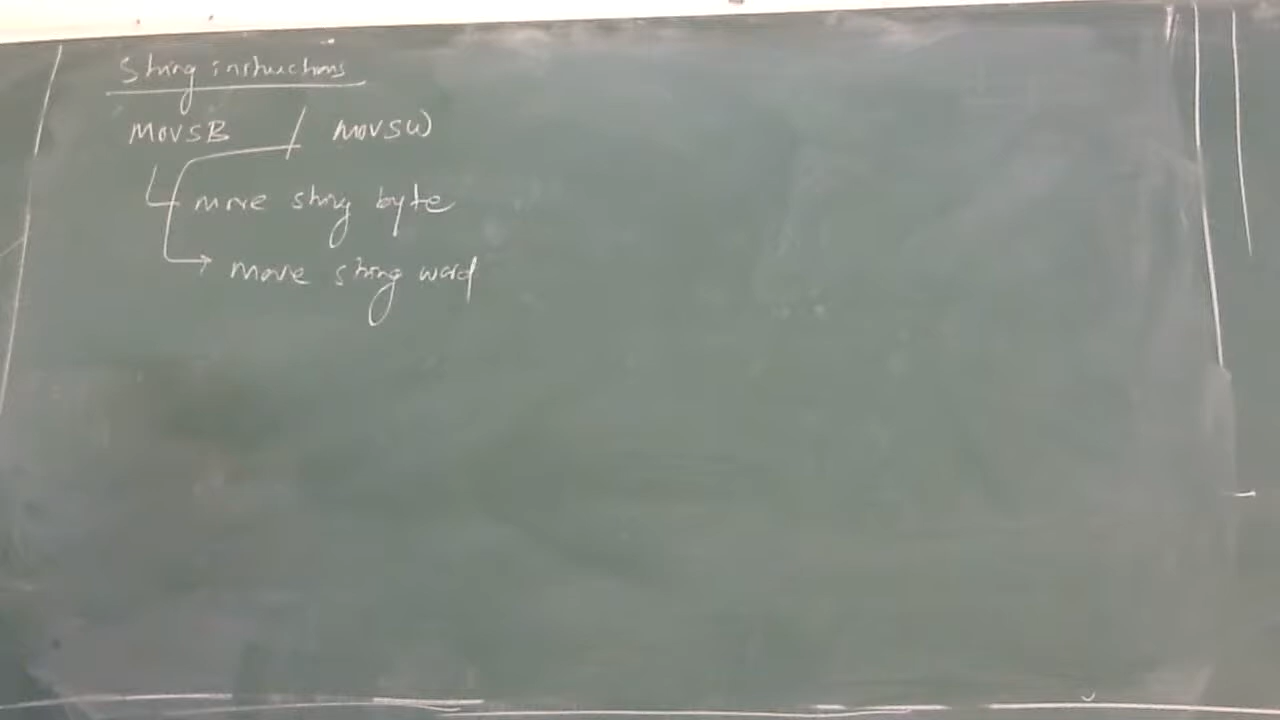 String instructions
MOVSB / MOVSW
move string byte
move string word